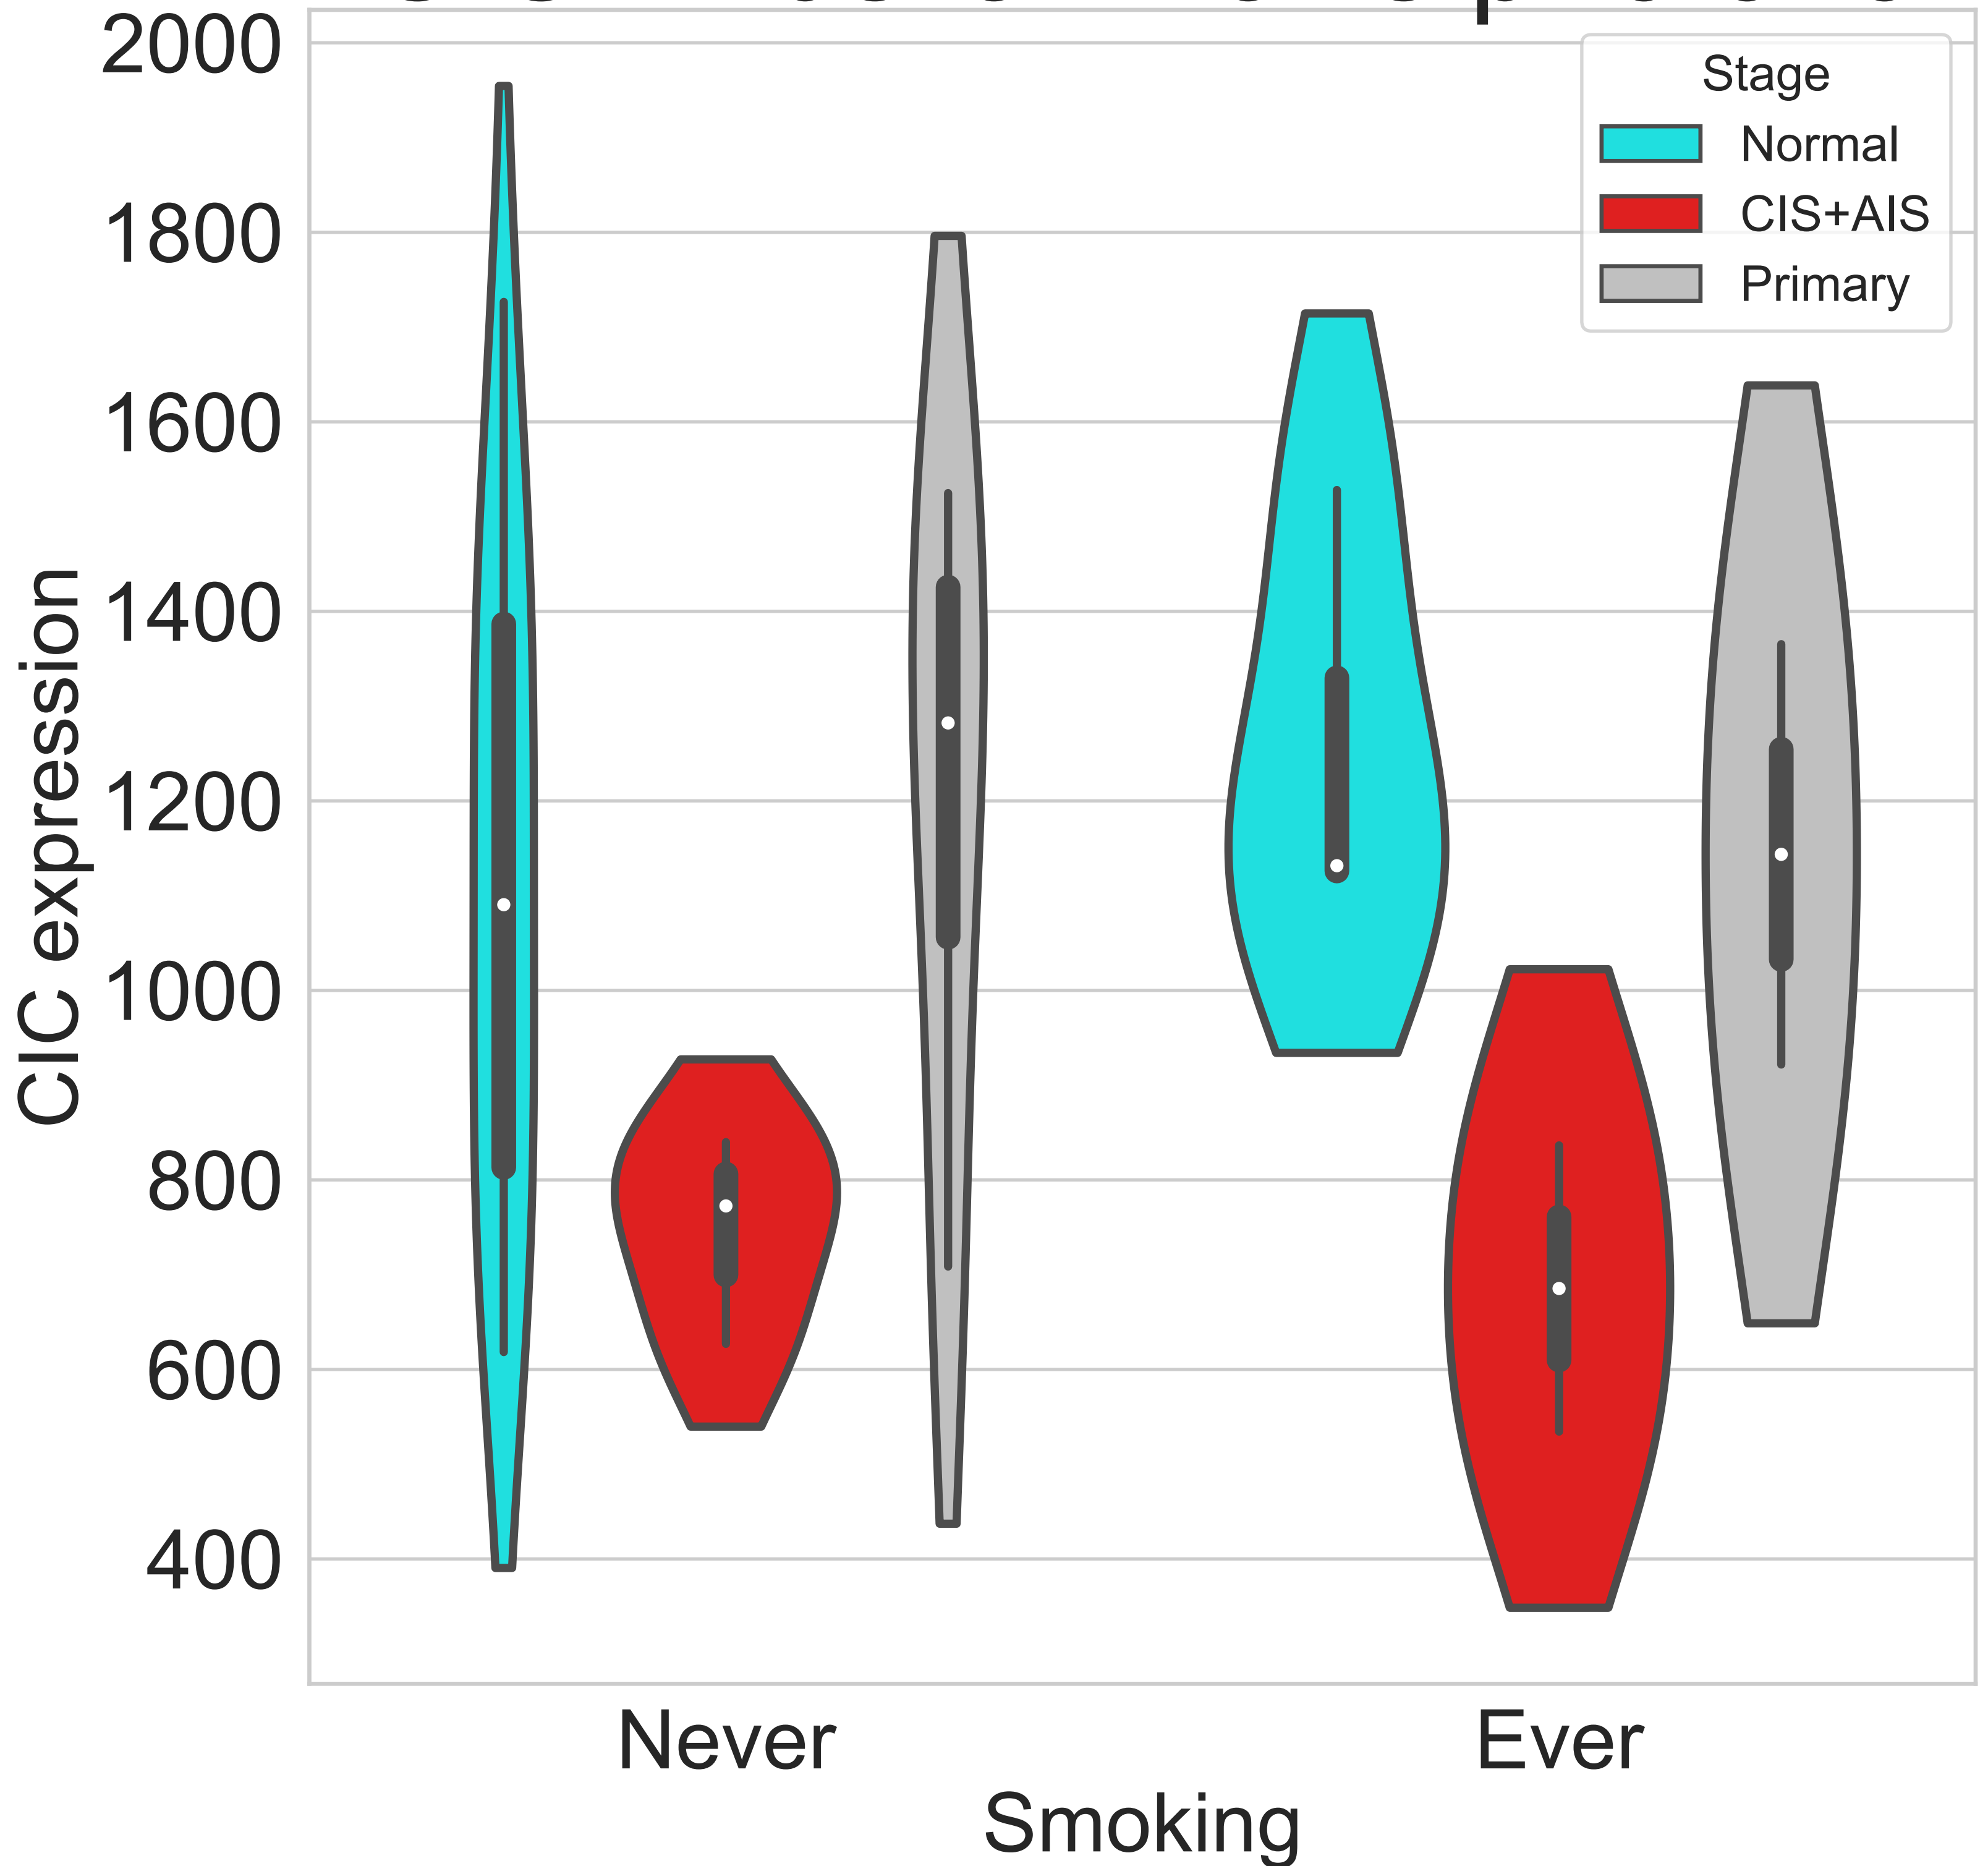 2000
1800
1600
1400
1200
1000
800
600
400
CIC expression
Stage
Normal
CIS+AIS
Primary
Never
Ever
Smoking